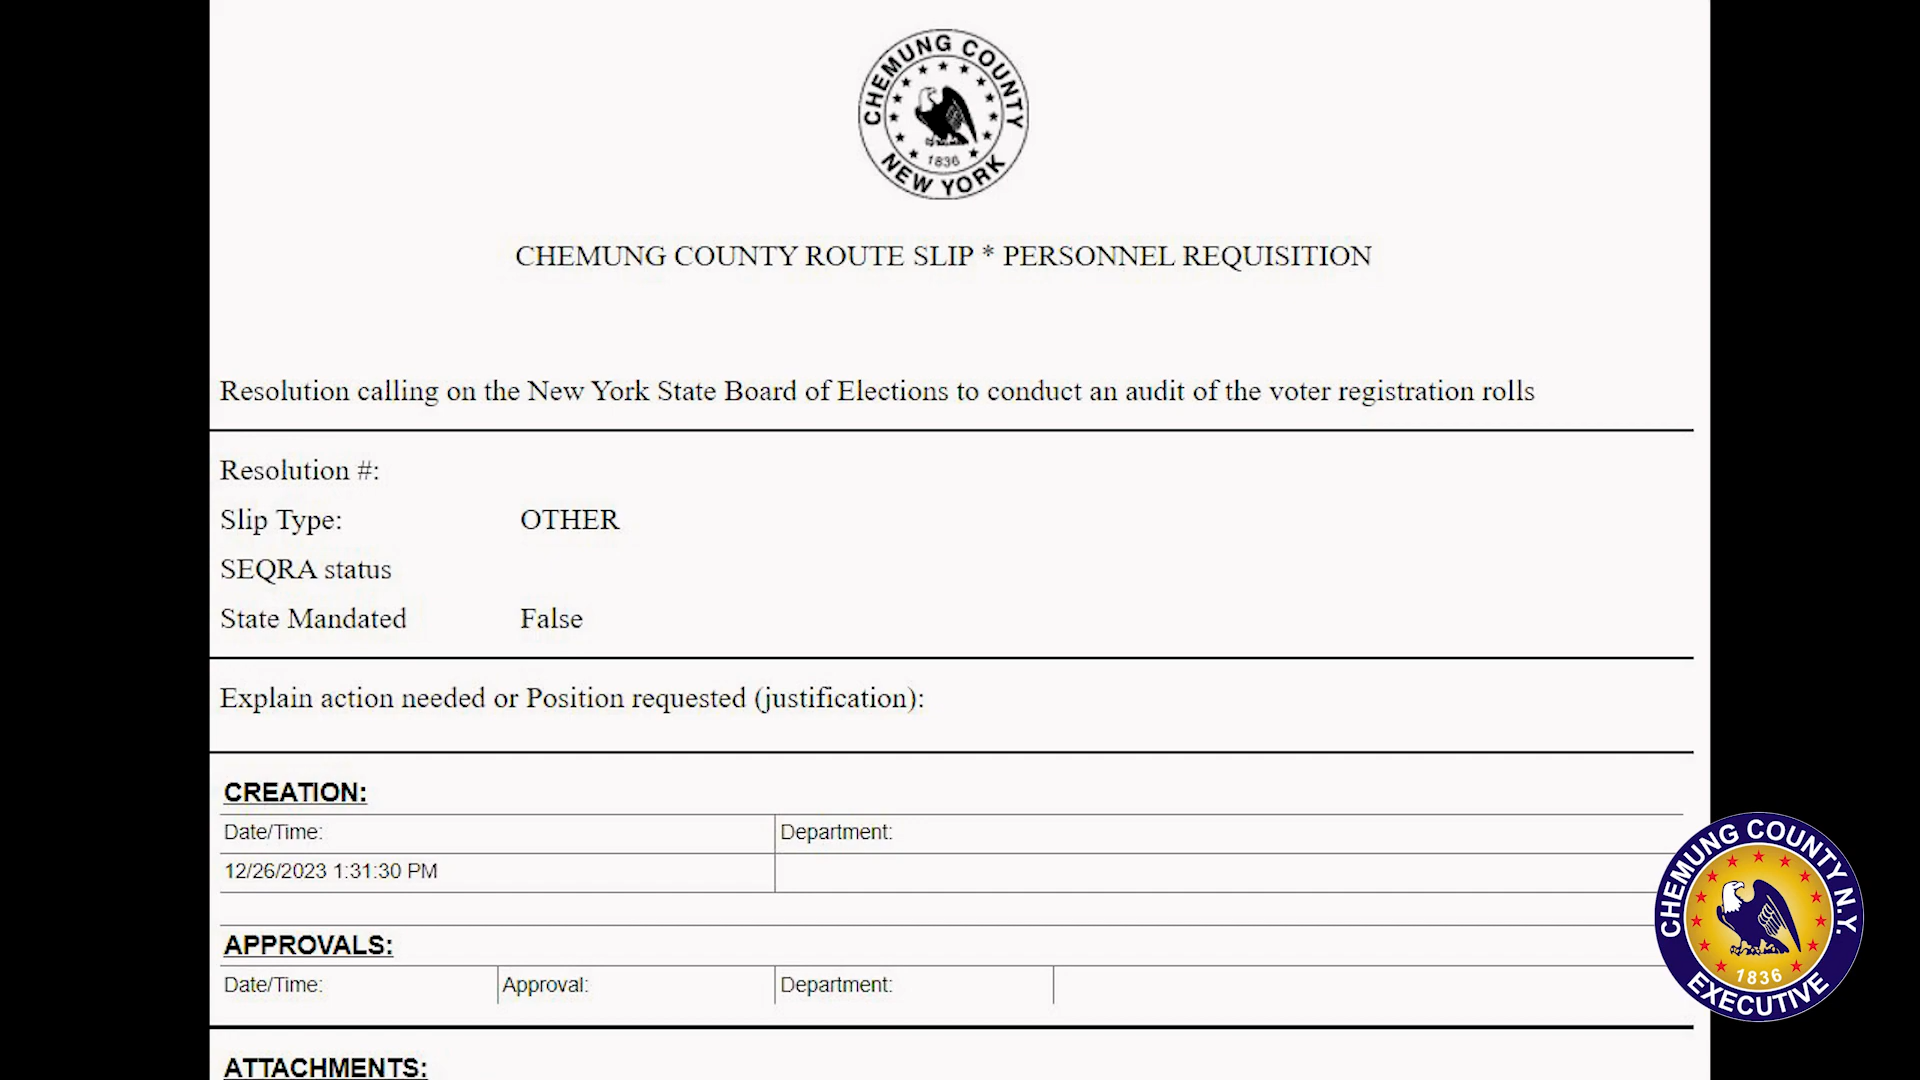 CHEMUNG COUNTY
1836
NEW YORK
CHEMUNG COUNTY ROUTE SLIP * PERSONNEL REQUISITION
Resolution calling on the New York State Board of Elections to conduct an audit of the voter registration rolls
Resolution #:
Slip Type: OTHER
SEQRA status
State Mandated False
Explain action needed or Position requested (justification):
CREATION:
Date/Time: Department:
12/26/2023 1:31:30 PM
APPROVALS:
Date/Time: Approval: Department:
ATTACHMENTS:
CHEMUNG COUNTY N.Y.
1836
EXECUTIVE